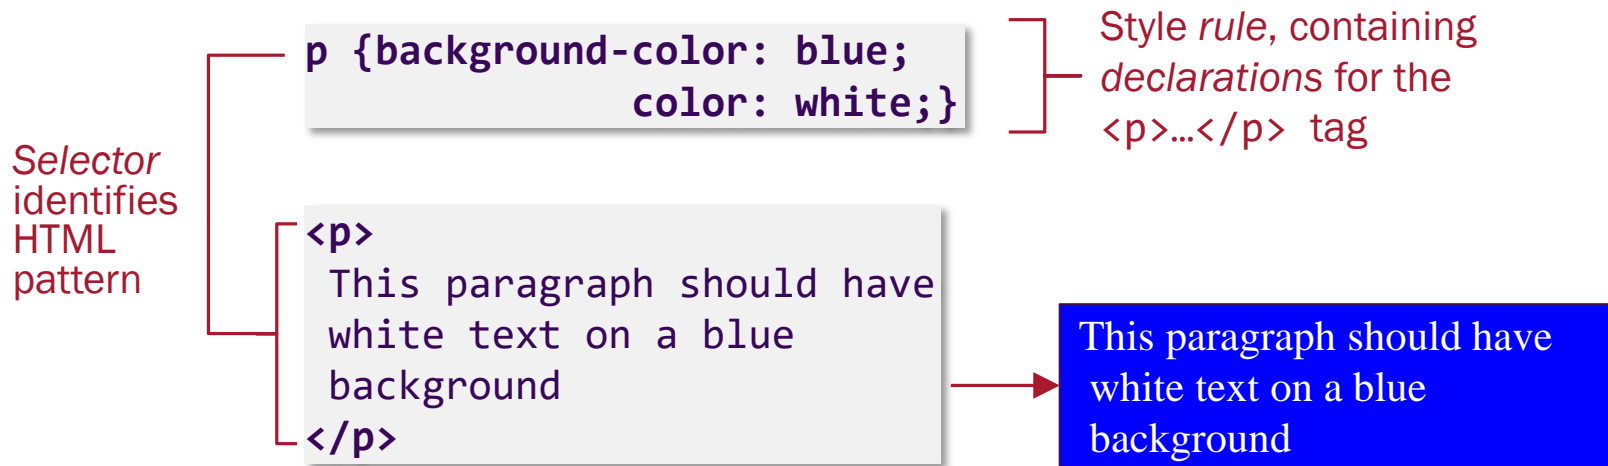 p {background-color: blue;
color: white;}
Style rule, containing
declarations for the
<p>…</p> tag
Selector
identifies
HTML
pattern
<p>
This paragraph should have
white text on a blue
background
</p>
This paragraph should have
white text on a blue
background